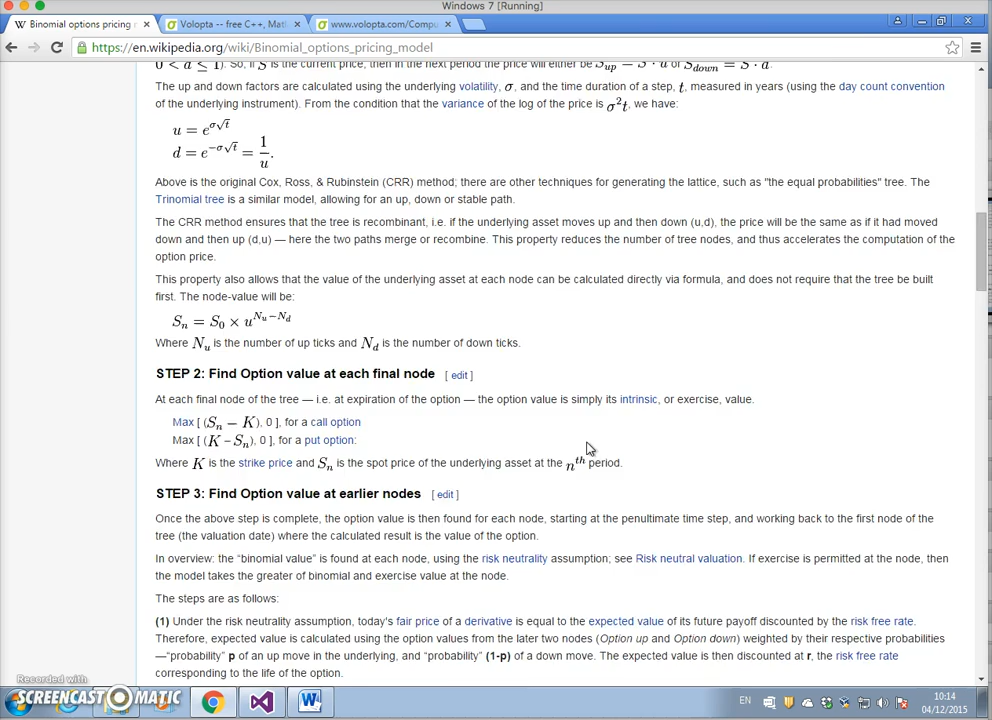 Windows 7 [Running]
Binomial options pricing
Volopta -- free C++, Mat
www.volopta.com/Compu
https://en.wikipedia.org/wiki/Binomial_options_pricing_model
0 < d ≤ 1). So, if S is the current price, then in the next period the price will either be S_up = S · u or S_down = S · d.
The up and down factors are calculated using the underlying volatility, σ, and the time duration of a step, t, measured in years (using the day count convention
of the underlying instrument). From the condition that the variance of the log of the price is σ²t, we have:
u = e^{σ√t}
d = e^{-σ√t} = 1/u.
Above is the original Cox, Ross, & Rubinstein (CRR) method; there are other techniques for generating the lattice, such as "the equal probabilities" tree. The
Trinomial tree is a similar model, allowing for an up, down or stable path.
The CRR method ensures that the tree is recombinant, i.e. if the underlying asset moves up and then down (u,d), the price will be the same as if it had moved
down and then up (d,u) — here the two paths merge or recombine. This property reduces the number of tree nodes, and thus accelerates the computation of the
option price.
This property also allows that the value of the underlying asset at each node can be calculated directly via formula, and does not require that the tree be built
first. The node-value will be:
S_n = S_0 × u^{N_u − N_d}
Where N_u is the number of up ticks and N_d is the number of down ticks.
STEP 2: Find Option value at each final node [ edit ]
At each final node of the tree — i.e. at expiration of the option — the option value is simply its intrinsic, or exercise, value.
Max [ (S_n − K), 0 ], for a call option
Max [ (K − S_n), 0 ], for a put option:
Where K is the strike price and S_n is the spot price of the underlying asset at the n^th period.
STEP 3: Find Option value at earlier nodes [ edit ]
Once the above step is complete, the option value is then found for each node, starting at the penultimate time step, and working back to the first node of the
tree (the valuation date) where the calculated result is the value of the option.
In overview: the “binomial value” is found at each node, using the risk neutrality assumption; see Risk neutral valuation. If exercise is permitted at the node, then
the model takes the greater of binomial and exercise value at the node.
The steps are as follows:
(1) Under the risk neutrality assumption, today's fair price of a derivative is equal to the expected value of its future payoff discounted by the risk free rate.
Therefore, expected value is calculated using the option values from the later two nodes (Option up and Option down) weighted by their respective probabilities
—“probability” p of an up move in the underlying, and “probability” (1-p) of a down move. The expected value is then discounted at r, the risk free rate
corresponding to the life of the option.
Recorded with
SCREENCAST MATIC
EN
10:14
04/12/2015